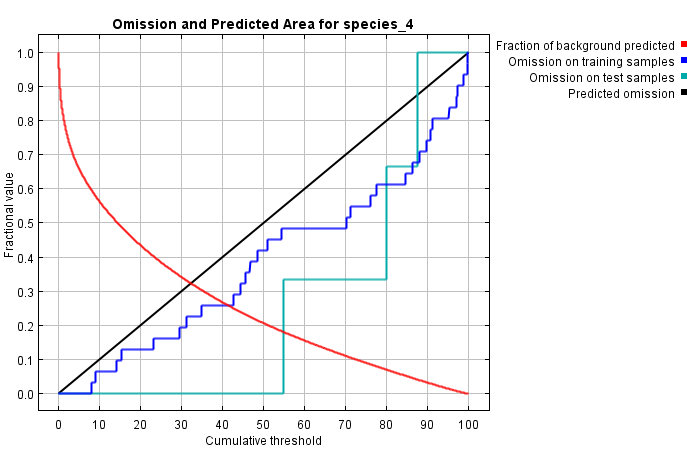 Omission and Predicted Area for species_4
Fraction of background predicted
Omission on training samples
Omission on test samples
Predicted omission
Fractional value
1.0
0.9
0.8
0.7
0.6
0.5
0.4
0.3
0.2
0.1
0.0
0 10 20 30 40 50 60 70 80 90 100
Cumulative threshold